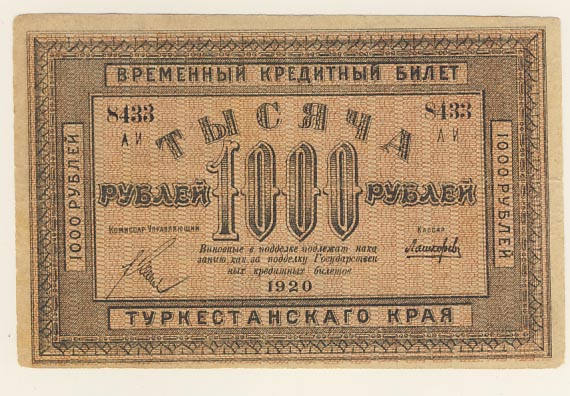 ВРЕМЕННЫЙ КРЕДИТНЫЙ БИЛЕТ
8433 8433
АИ АИ
ТЫСЯЧА
РУБЛЕЙ 1000 РУБЛЕЙ
1000 РУБЛЕЙ
1000 РУБЛЕЙ
Комиссар Управляющий
Кассир
Виновные в подделке подлежат нака
занию, как за подделку Государствен
ных кредитных билетов
1920
ТУРКЕСТАНСКАГО КРАЯ